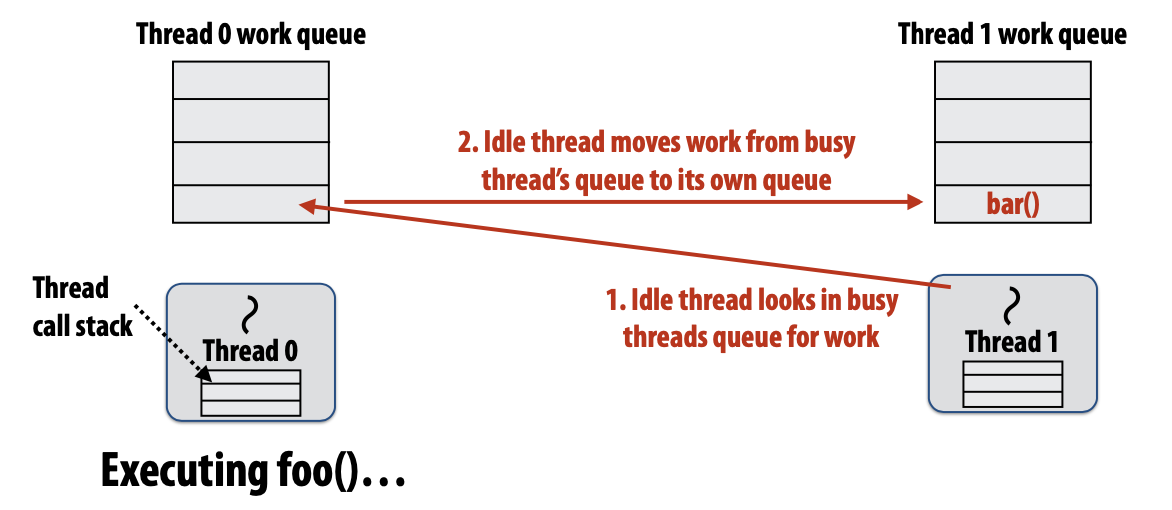 Thread 0 work queue
Thread 1 work queue
2. Idle thread moves work from busy
thread’s queue to its own queue
bar()
Thread
call stack
1. Idle thread looks in busy
threads queue for work
Thread 0
Thread 1
Executing foo()…